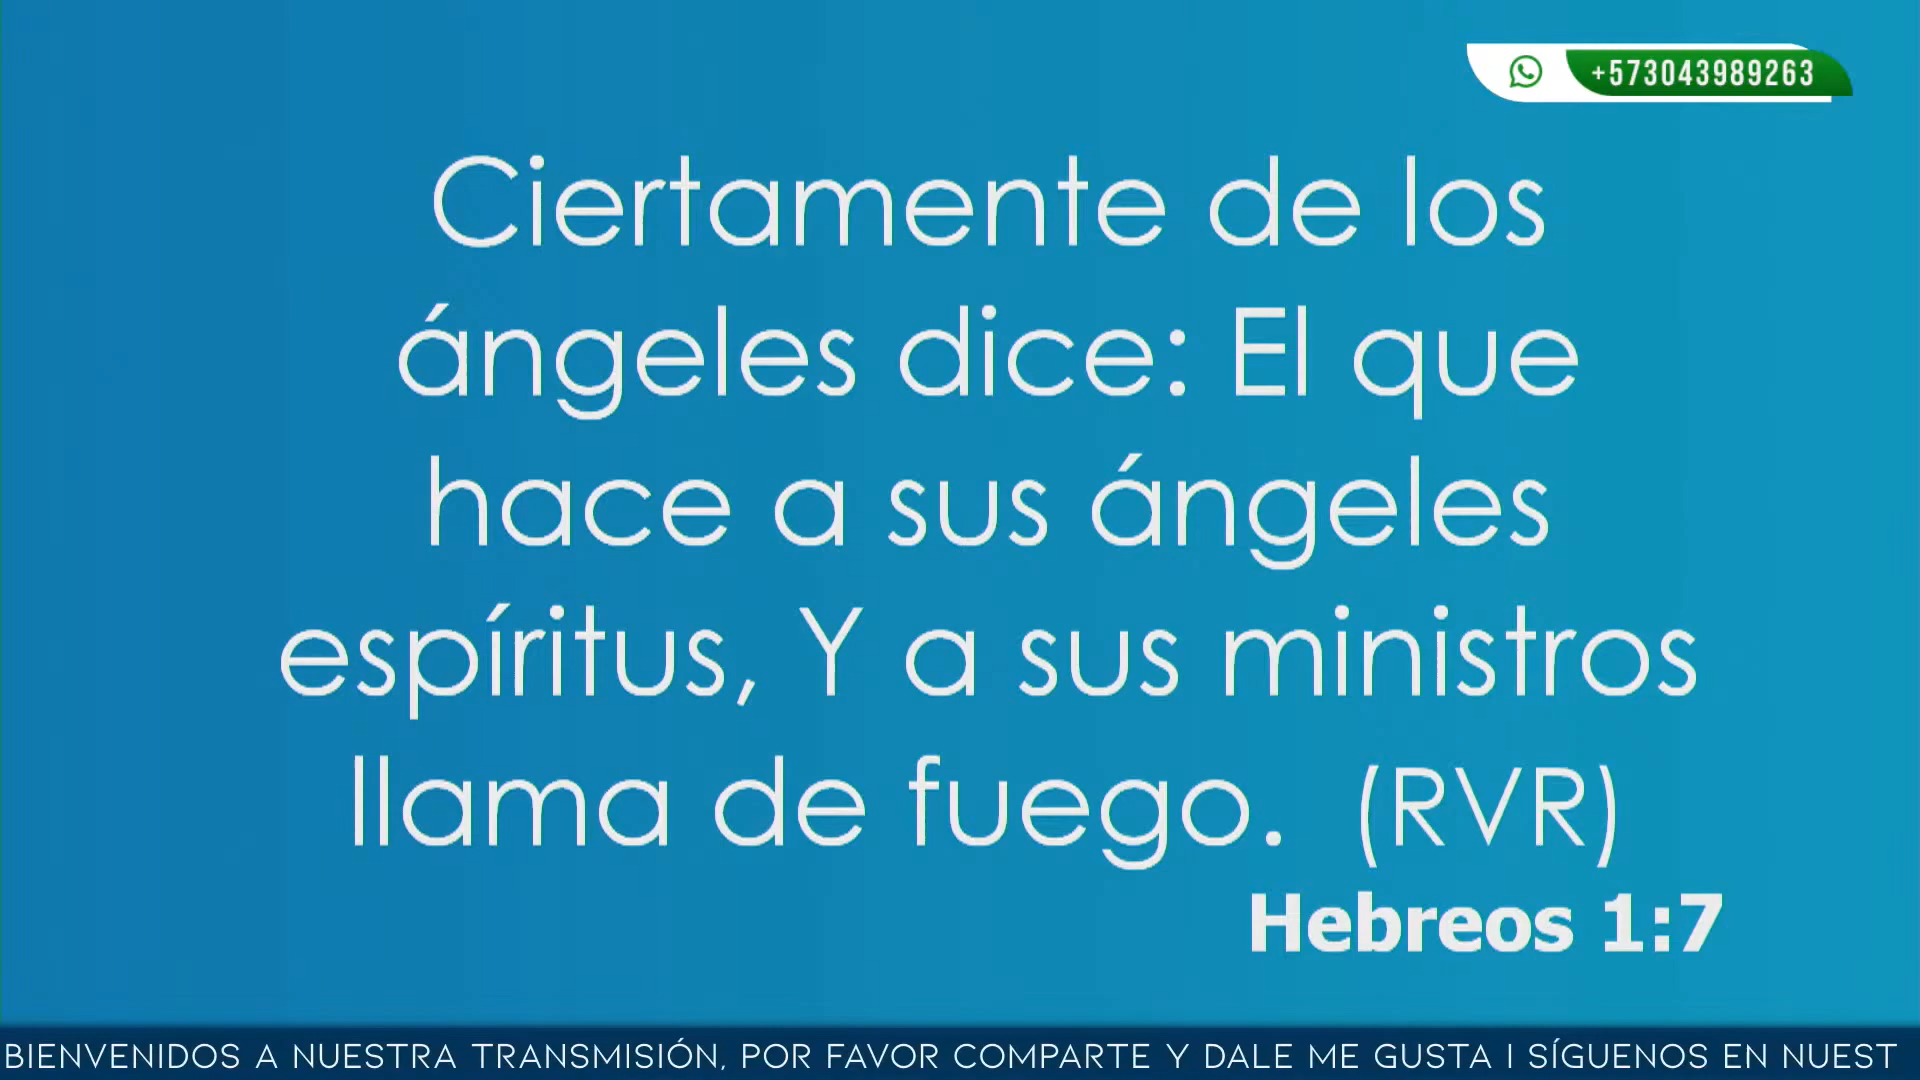 +573043989263
Ciertamente de los
ángeles dice: El que
hace a sus ángeles
espíritus, Y a sus ministros
llama de fuego. (RVR)
Hebreos 1:7
BIENVENIDOS A NUESTRA TRANSMISIÓN, POR FAVOR COMPARTE Y DALE ME GUSTA I SÍGUENOS EN NUEST